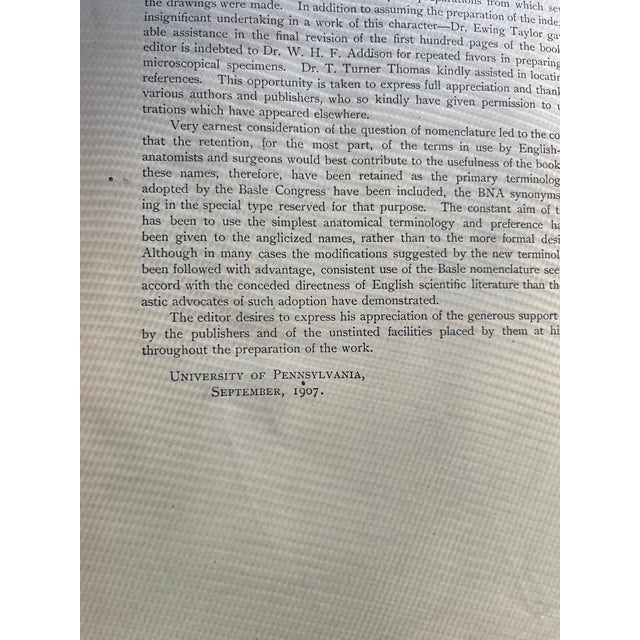 the drawings were made. In addition to assuming the preparation of the inde
insignificant undertaking in a work of this character—Dr. Ewing Taylor ga
able assistance in the final revision of the first hundred pages of the book
editor is indebted to Dr. W. H. F. Addison for repeated favors in preparing
microscopical specimens. Dr. T. Turner Thomas kindly assisted in locatin
references. This opportunity is taken to express full appreciation and thank
various authors and publishers, who so kindly have given permission to u
trations which have appeared elsewhere.
Very earnest consideration of the question of nomenclature led to the co
that the retention, for the most part, of the terms in use by English-
anatomists and surgeons would best contribute to the usefulness of the book
these names, therefore, have been retained as the primary terminolog
adopted by the Basle Congress have been included, the BNA synonyms
ing in the special type reserved for that purpose. The constant aim of t
has been to use the simplest anatomical terminology and preference ha
been given to the anglicized names, rather than to the more formal desi
Although in many cases the modifications suggested by the new terminol
been followed with advantage, consistent use of the Basle nomenclature see
accord with the conceded directness of English scientific literature than th
astic advocates of such adoption have demonstrated.
The editor desires to express his appreciation of the generous support
by the publishers and of the unstinted facilities placed by them at hi
throughout the preparation of the work.
UNIVERSITY OF PENNSYLVANIA,
SEPTEMBER, 1907.